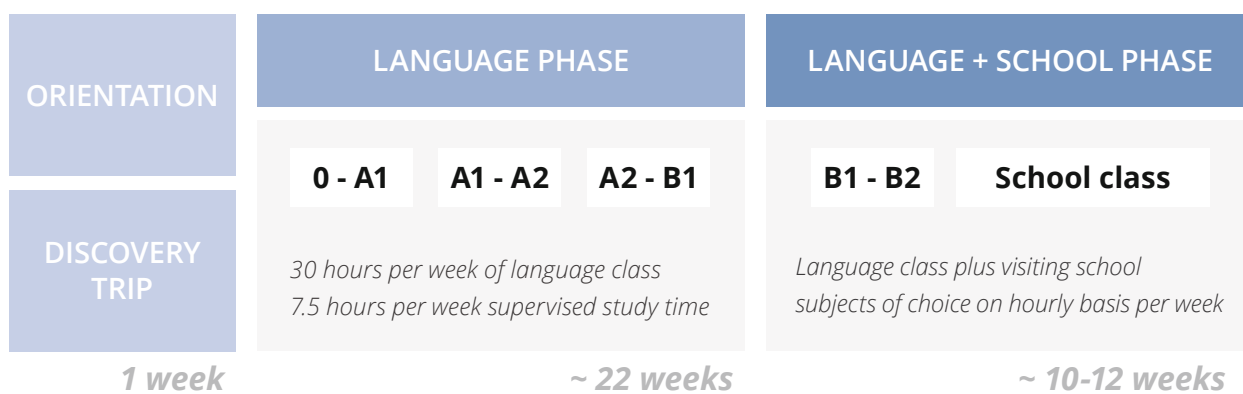 ORIENTATION
DISCOVERY
TRIP
1 week
LANGUAGE PHASE
0 - A1
A1 - A2
A2 - B1
30 hours per week of language class
7.5 hours per week supervised study time
~ 22 weeks
LANGUAGE + SCHOOL PHASE
B1 - B2
School class
Language class plus visiting school
subjects of choice on hourly basis per week
~ 10-12 weeks